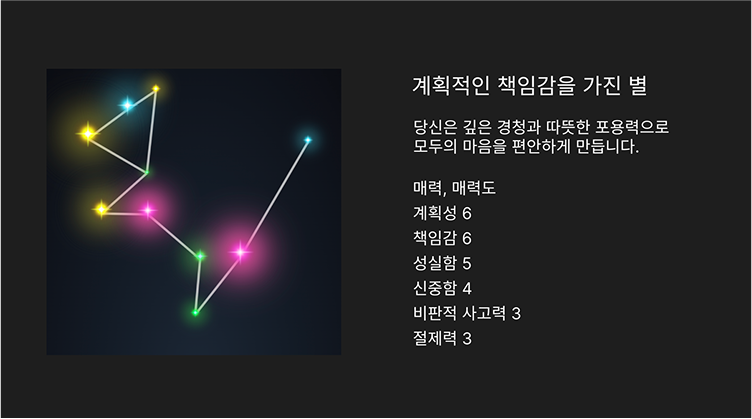 계획적인 책임감을 가진 별
당신은 깊은 경청과 따뜻한 포용력으로
모두의 마음을 편안하게 만듭니다.
매력, 매력도
계획성 6
책임감 6
성실함 5
신중함 4
비판적 사고력 3
절제력 3